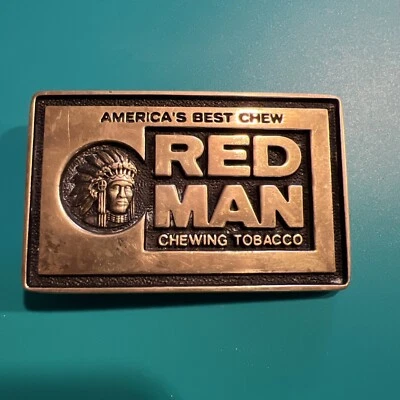 AMERICA'S BEST CHEW
RED
MAN
CHEWING TOBACCO